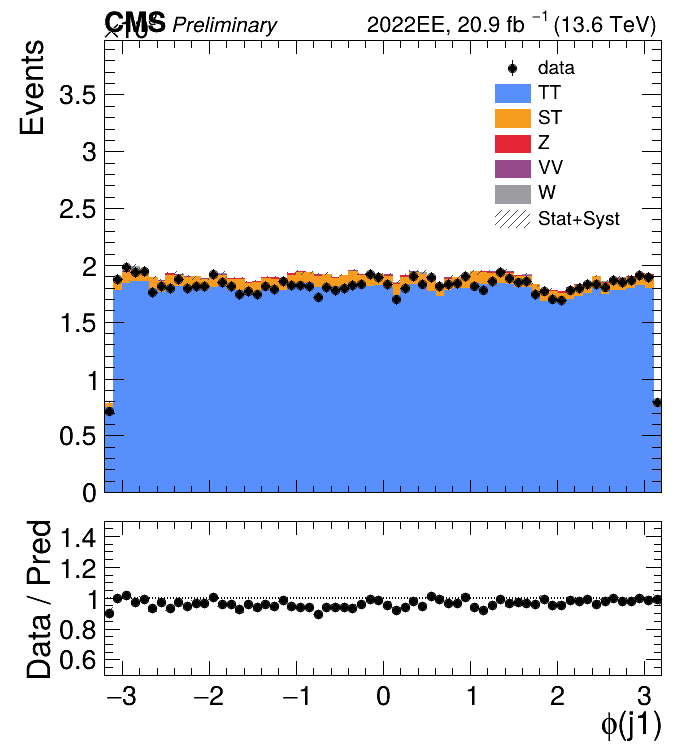 CMS Preliminary 2022EE, 20.9 fb ⁻¹ (13.6 TeV)
Events
data
TT
ST
Z
VV
W
Stat+Syst
3.5
3
2.5
2
1.5
1
0.5
0
Data / Pred
1.4
1.2
1
0.8
0.6
−3 −2 −1 0 1 2 3
ϕ(j1)